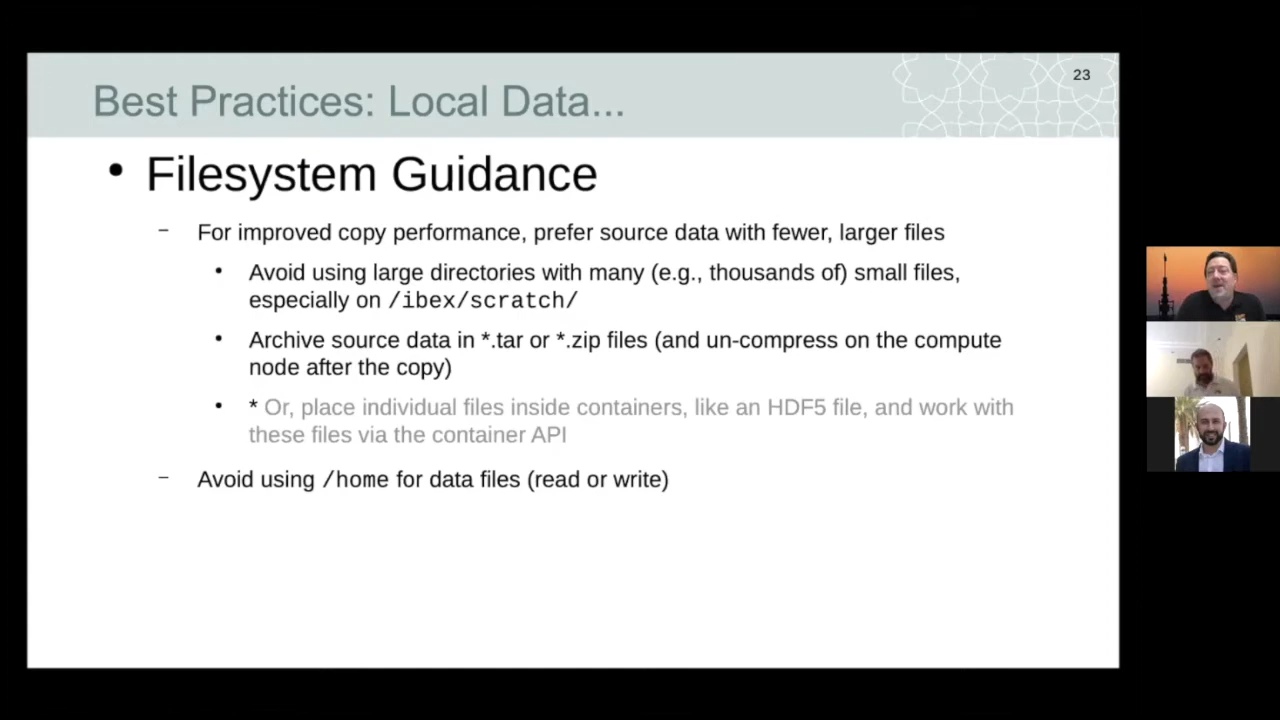 23
Best Practices: Local Data...
• Filesystem Guidance
– For improved copy performance, prefer source data with fewer, larger files
• Avoid using large directories with many (e.g., thousands of) small files,
especially on /ibex/scratch/
• Archive source data in *.tar or *.zip files (and un-compress on the compute
node after the copy)
• * Or, place individual files inside containers, like an HDF5 file, and work with
these files via the container API
– Avoid using /home for data files (read or write)